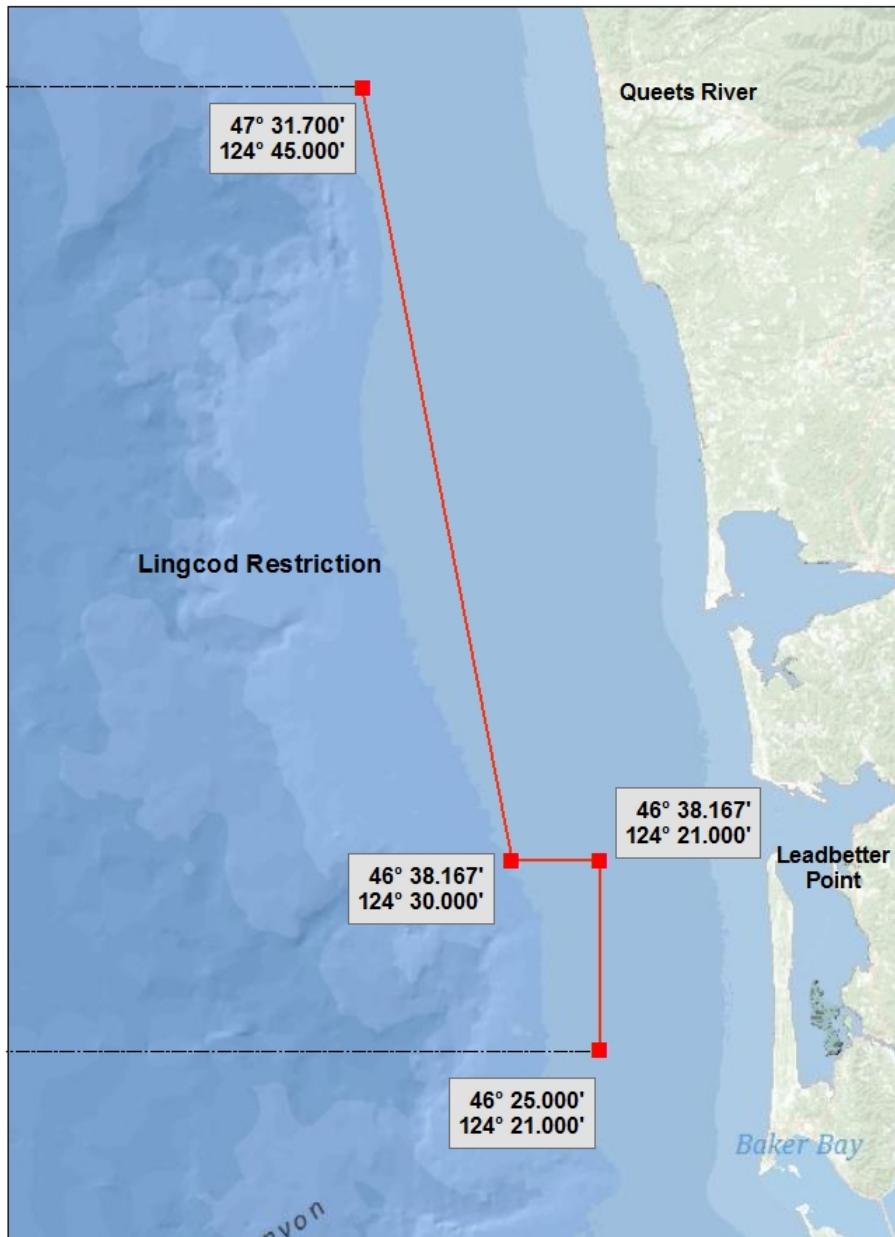 Queets River
47° 31.700'
124° 45.000'
Lingcod Restriction
46° 38.167'
124° 21.000'
Leadbetter
Point
46° 38.167'
124° 30.000'
46° 25.000'
124° 21.000'
Baker Bay